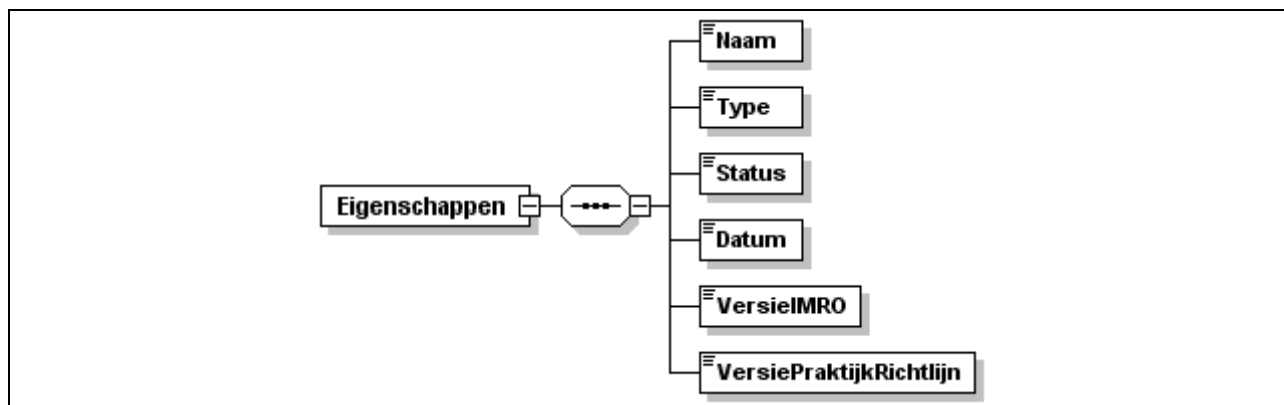 Naam
Type
Status
Eigenschappen
Datum
VersieIMRO
VersiePraktijkRichtlijn